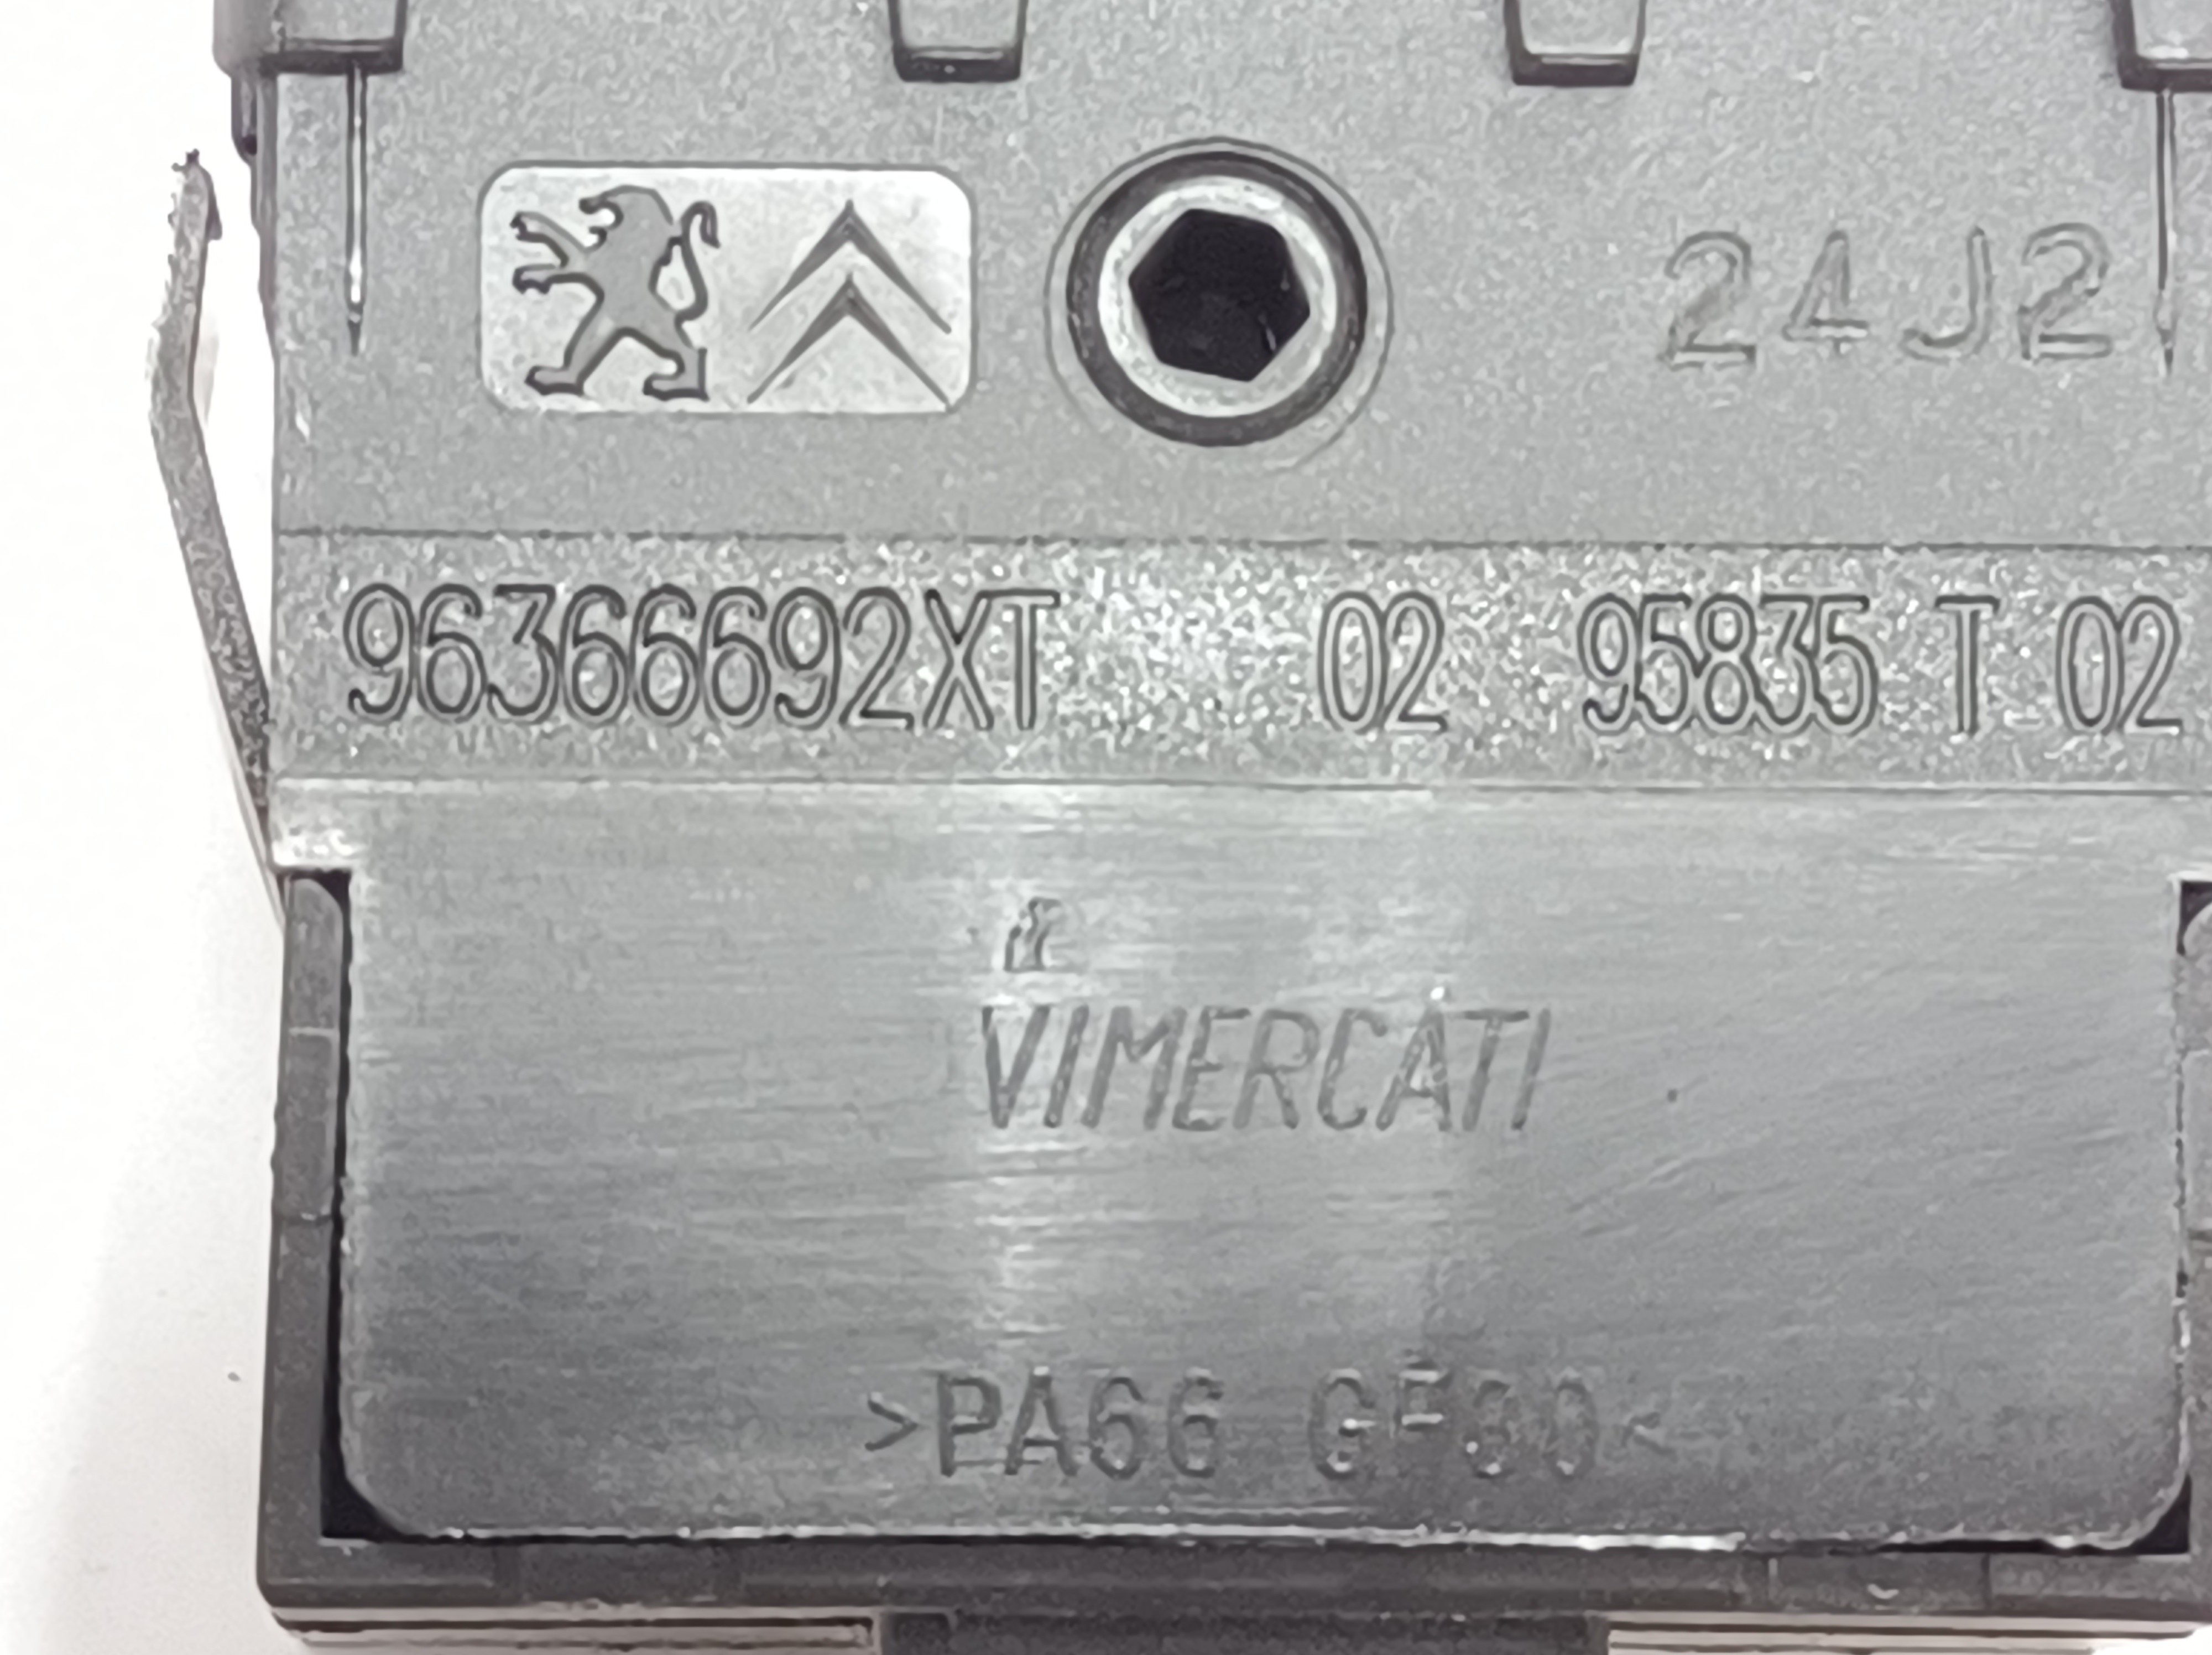 24J2
96366692XT 02 95835 T 02
VIMERCATI
>PA66 GF30<